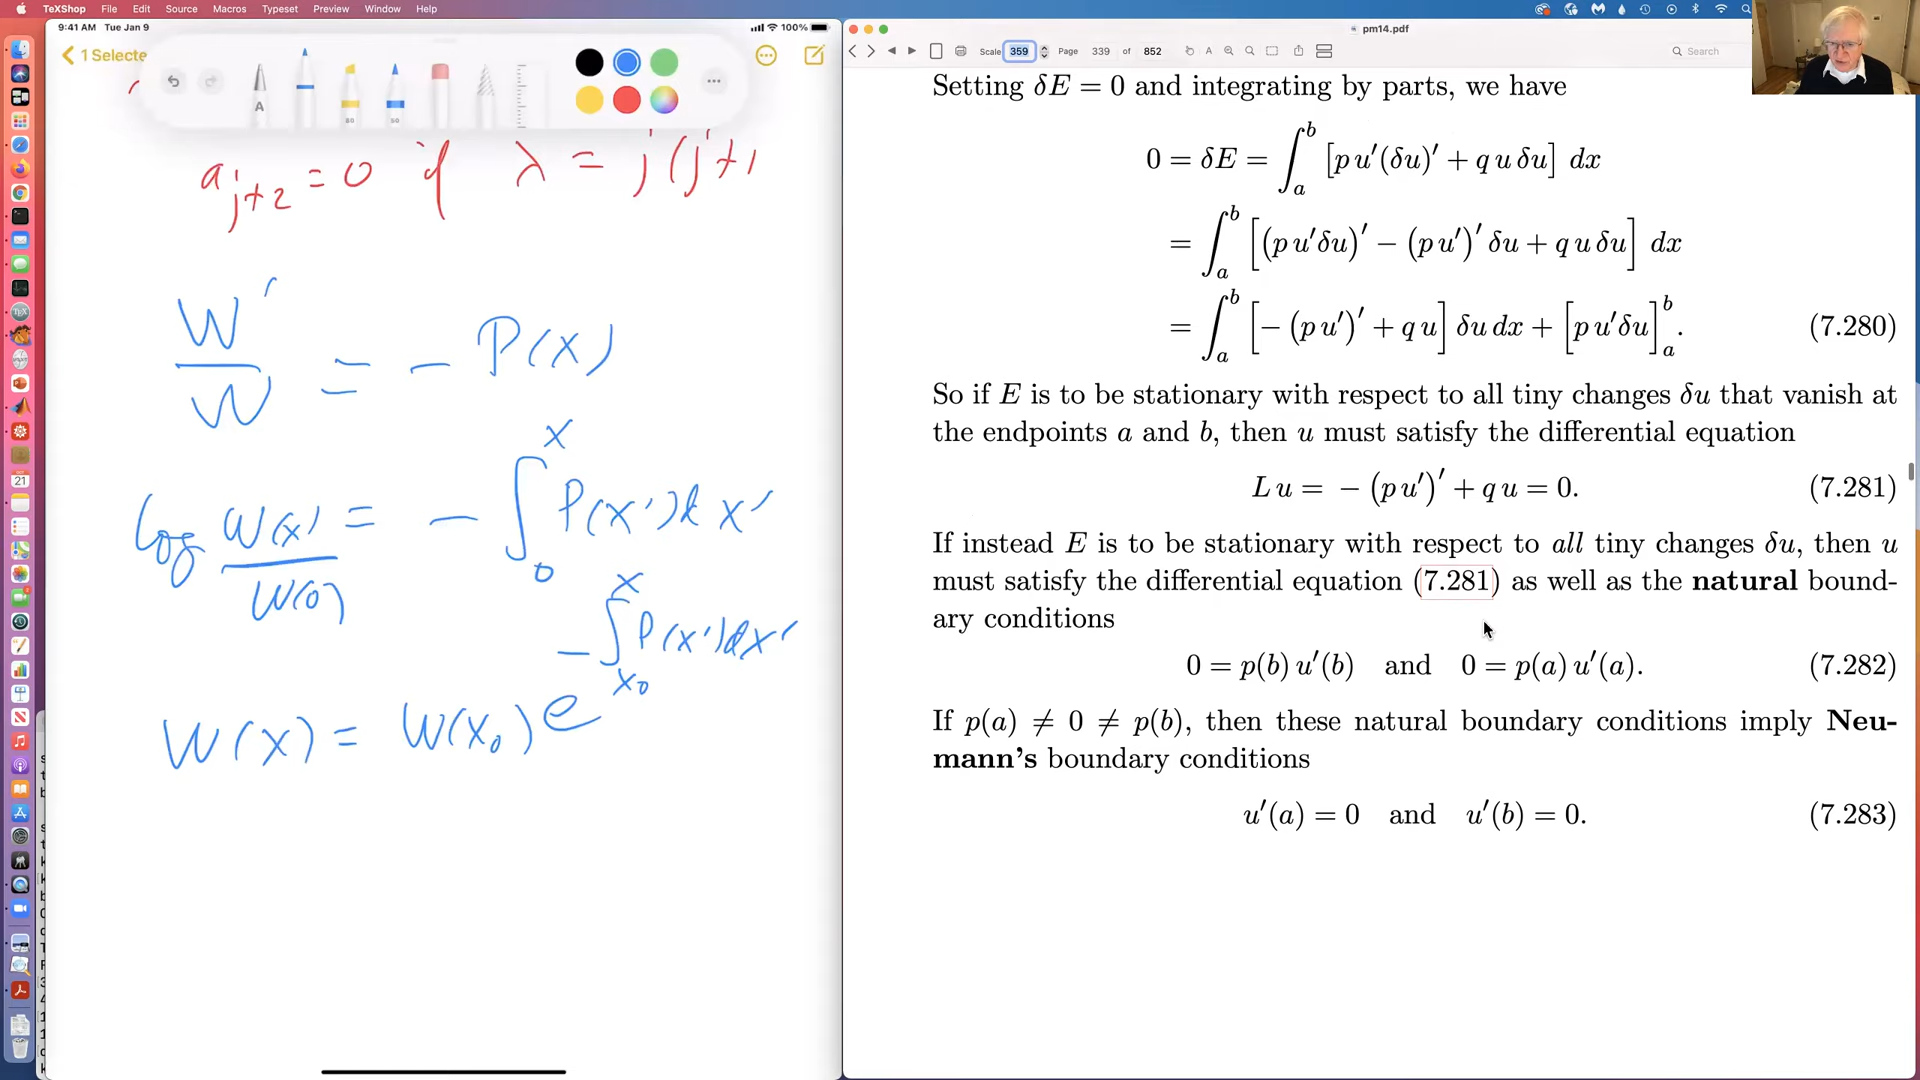 TeXShop File Edit Source Macros Typeset Preview Window Help
9:41 AM Tue Jan 9
100%
1 Selecte
a_{j+2} = 0 if λ = j(j+1
W'/W = - P(x)
log W(x)/W(0) = - ∫_0^x P(x')dx'
W(x) = W(x_0) e^{-∫_{x_0}^x P(x')dx'}
pm14.pdf
Scale 359 Page 339 of 852 Search
Setting δE = 0 and integrating by parts, we have
0 = δE = ∫_a^b [p u′(δu)′ + q u δu] dx
= ∫_a^b [(p u′δu)′ − (p u′)′ δu + q u δu] dx
= ∫_a^b [− (p u′)′ + q u] δu dx + [p u′δu]_a^b. (7.280)
So if E is to be stationary with respect to all tiny changes δu that vanish at
the endpoints a and b, then u must satisfy the differential equation
L u = − (p u′)′ + q u = 0. (7.281)
If instead E is to be stationary with respect to all tiny changes δu, then u
must satisfy the differential equation (7.281) as well as the natural bound-
ary conditions
0 = p(b) u′(b) and 0 = p(a) u′(a). (7.282)
If p(a) ≠ 0 ≠ p(b), then these natural boundary conditions imply Neu-
mann's boundary conditions
u′(a) = 0 and u′(b) = 0. (7.283)